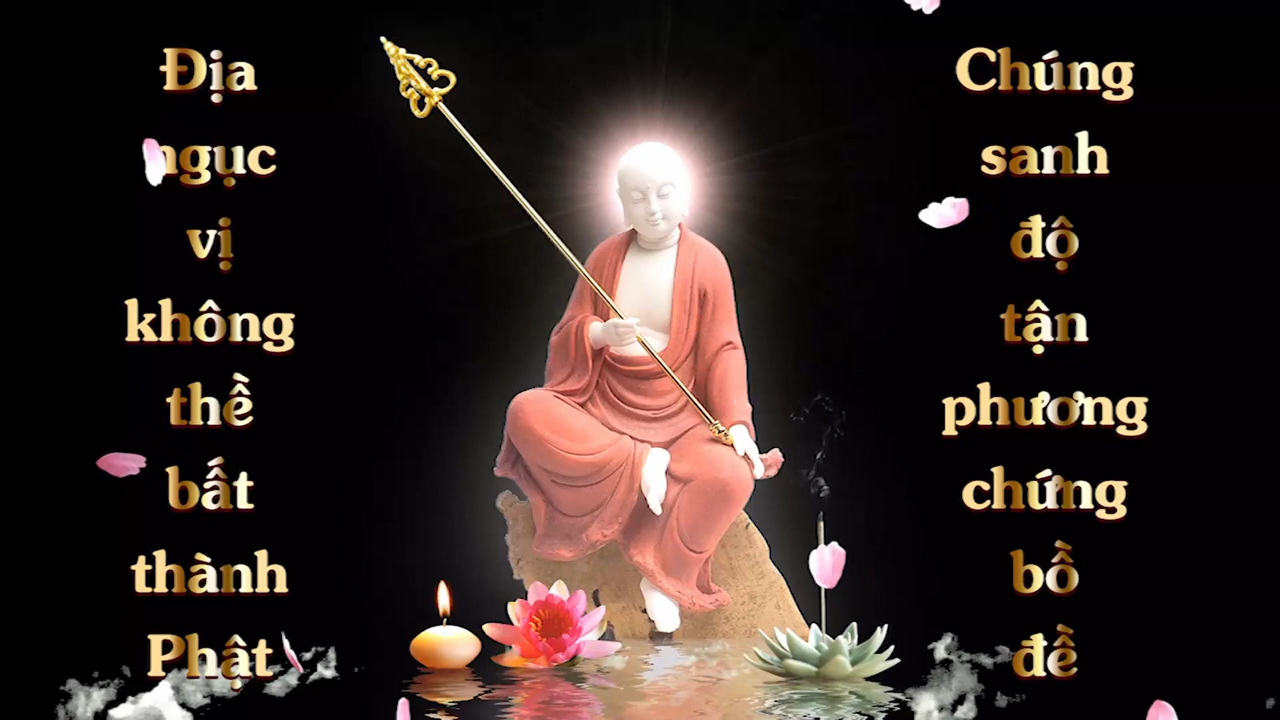 Địa
ngục
vị
không
thề
bất
thành
Phật
Chúng
sanh
độ
tận
phương
chứng
bồ
đề